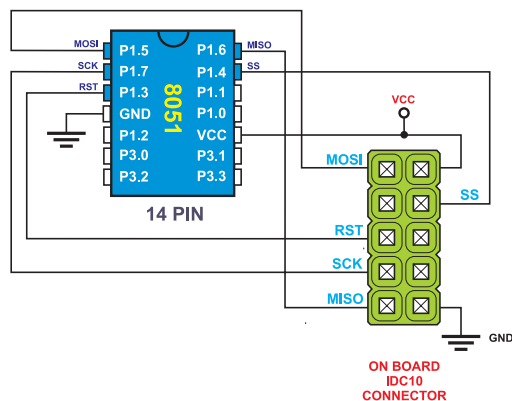 MOSI P1.5 P1.6 MISO
SCK P1.7 P1.4 SS
RST P1.3 P1.1
GND P1.0
P1.2 VCC
P3.0 P3.1
P3.2 P3.3
8051
14 PIN
VCC
MOSI
SS
RST
SCK
MISO
GND
ON BOARD
IDC10
CONNECTOR